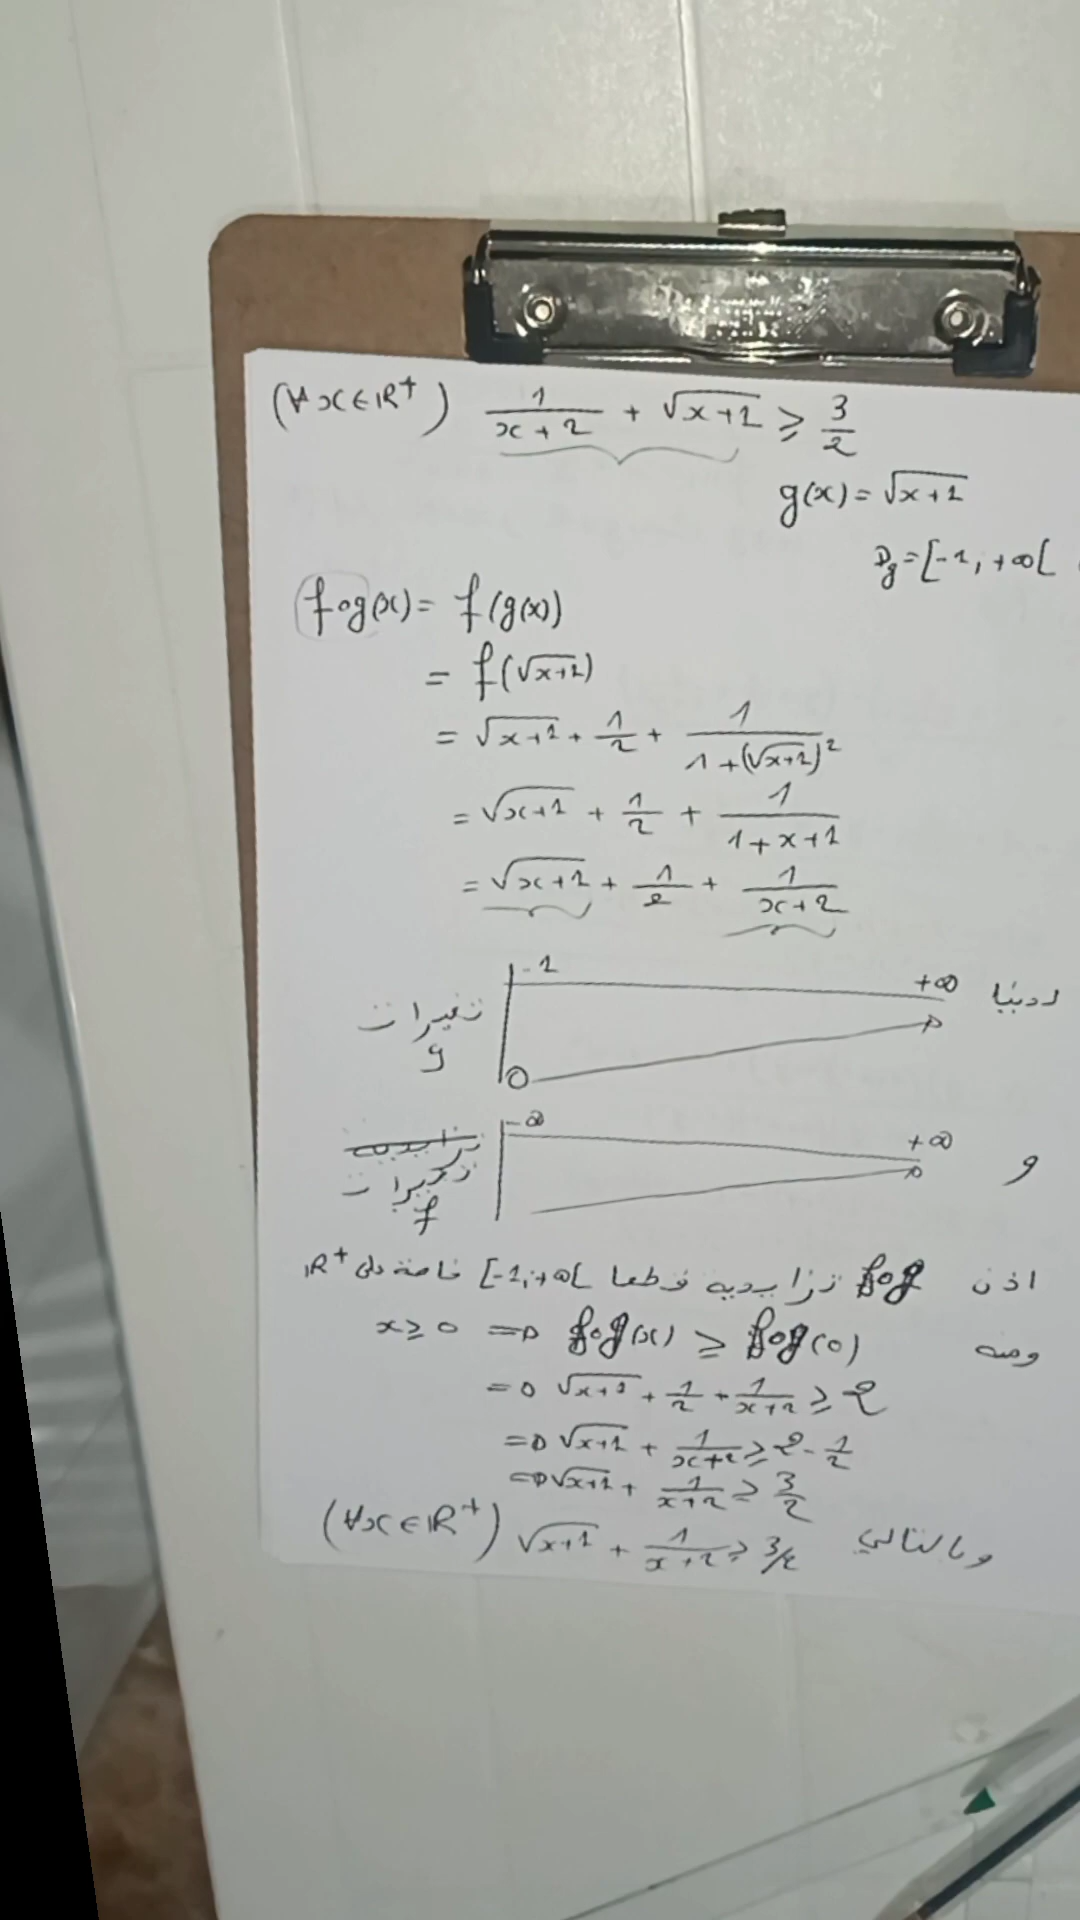 (∀x∈ℝ⁺) 1/(x+2) + √(x+1) ≥ 3/2
g(x) = √(x+1)
Dg = [-1, +∞[
fog(x) = f(g(x))
= f(√(x+1))
= √(x+1) + 1/2 + 1/(1+(√(x+1))²)
= √(x+1) + 1/2 + 1/(1+x+1)
= √(x+1) + 1/2 + 1/(x+2)
لدينا
-1 +∞
تغيرات
g
0
و
-∞ +∞
تغيرات
f
اذن fog تزايدية قطعا [-1,+∞[ خاصة على ℝ⁺
ومنه x ≥ 0 ⇒ fog(x) ≥ fog(0)
⇒ √(x+1) + 1/2 + 1/(x+2) ≥ 2
⇒ √(x+1) + 1/(x+2) ≥ 2 - 1/2
⇒ √(x+1) + 1/(x+2) ≥ 3/2
وبالتالي (∀x∈ℝ⁺) √(x+1) + 1/(x+2) ≥ 3/2